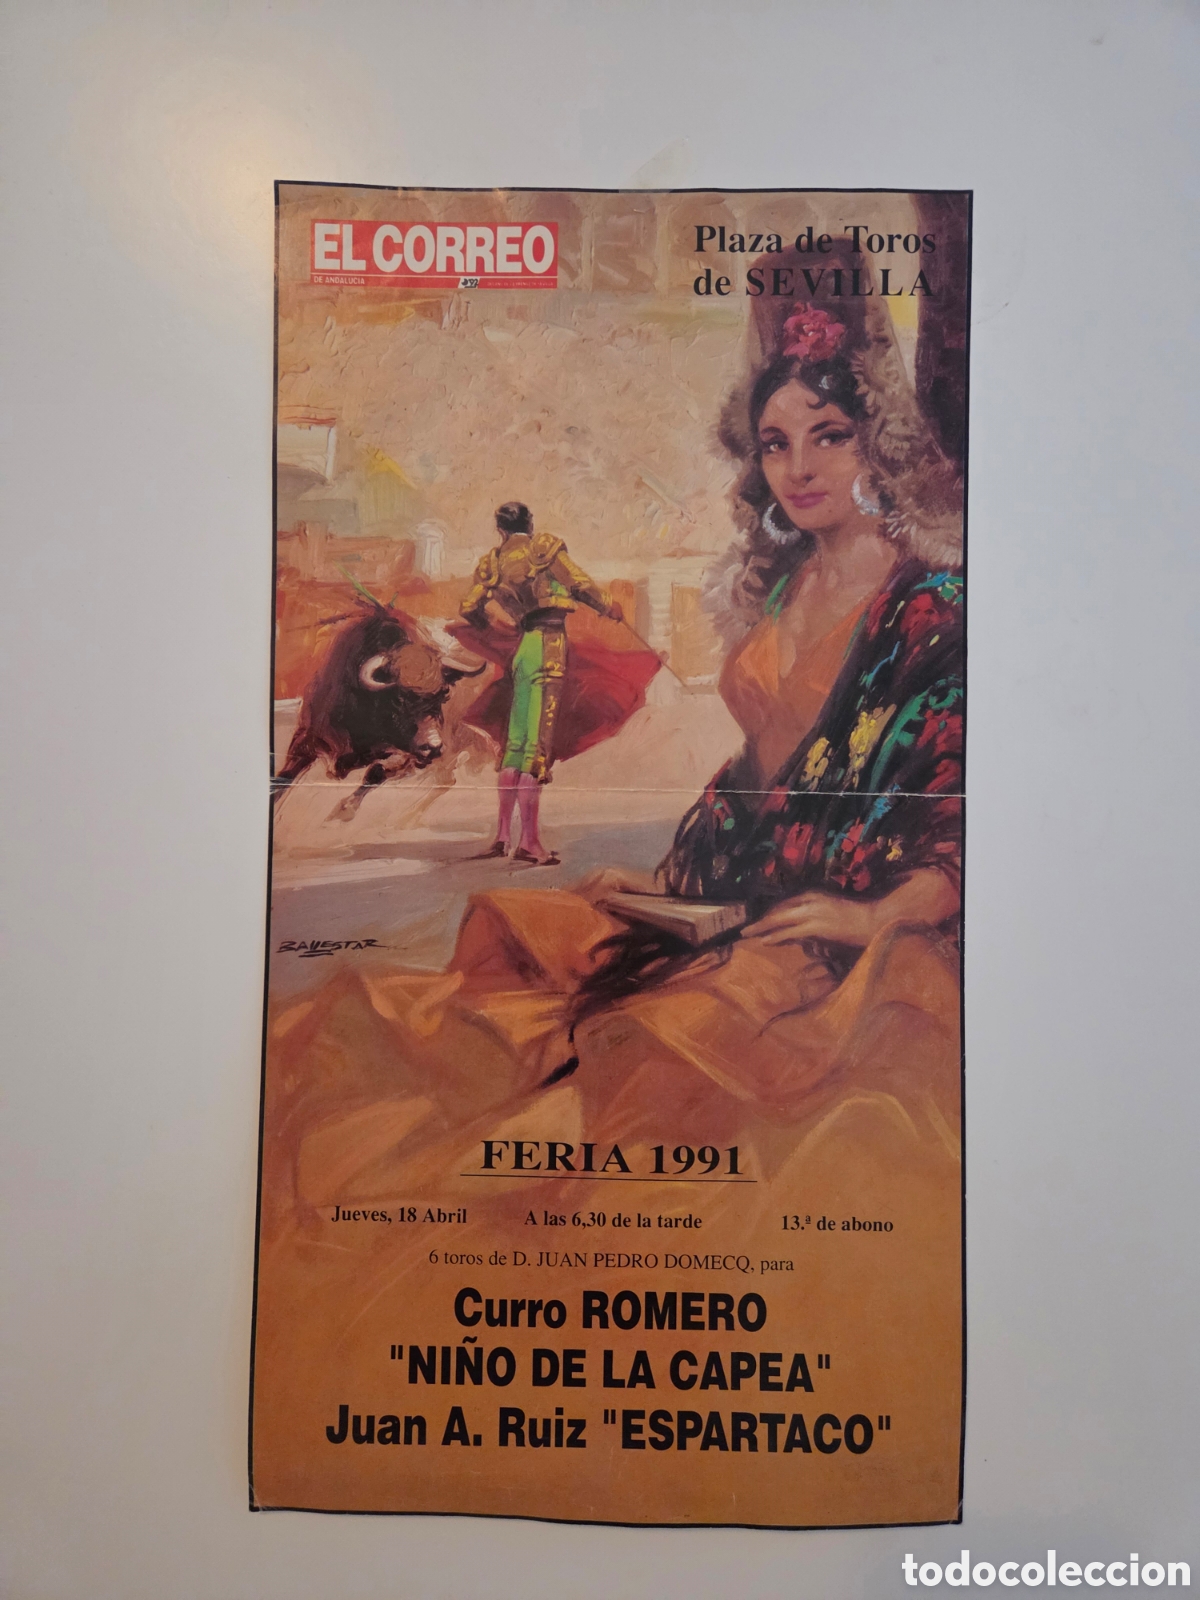 EL CORREO
DE ANDALUCIA
Plaza de Toros
de SEVILLA
BALLESTAR
FERIA 1991
Jueves, 18 Abril A las 6,30 de la tarde 13.ª de abono
6 toros de D. JUAN PEDRO DOMECQ, para
Curro ROMERO
"NIÑO DE LA CAPEA"
Juan A. Ruiz "ESPARTACO"
todocoleccion